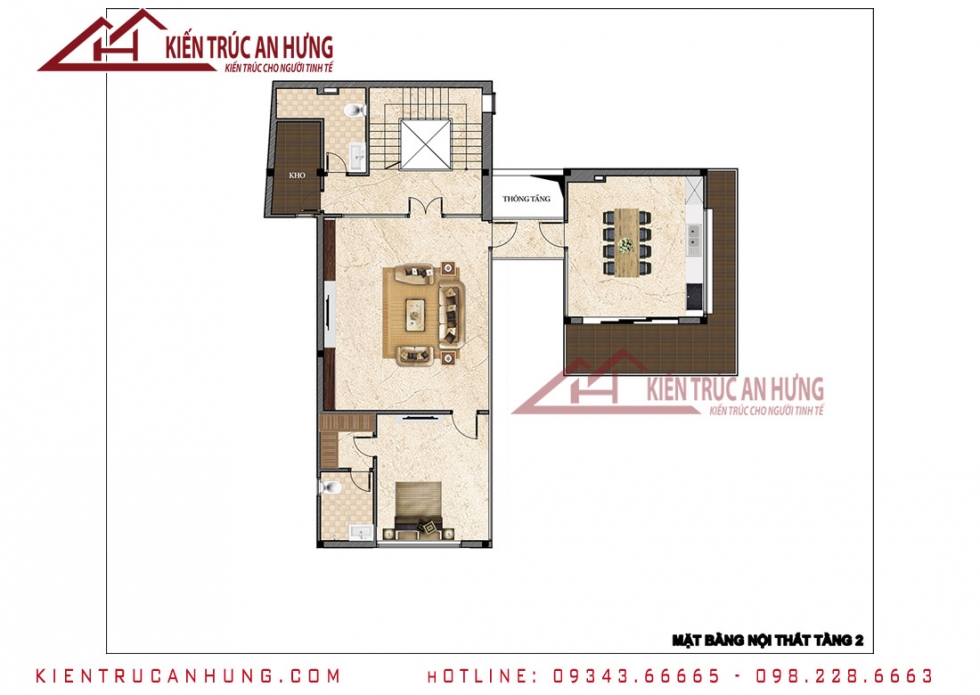 KIẾN TRÚC AN HƯNG
KIẾN TRÚC CHO NGƯỜI TINH TẾ
KHO
THÔNG TẦNG
KIẾN TRÚC AN HƯNG
KIẾN TRÚC CHO NGƯỜI TINH TẾ
MẶT BẰNG NỘI THẤT TẦNG 2
KIENTRUCANHUNG.COM
HOTLINE: 09343.66665 - 098.228.6663